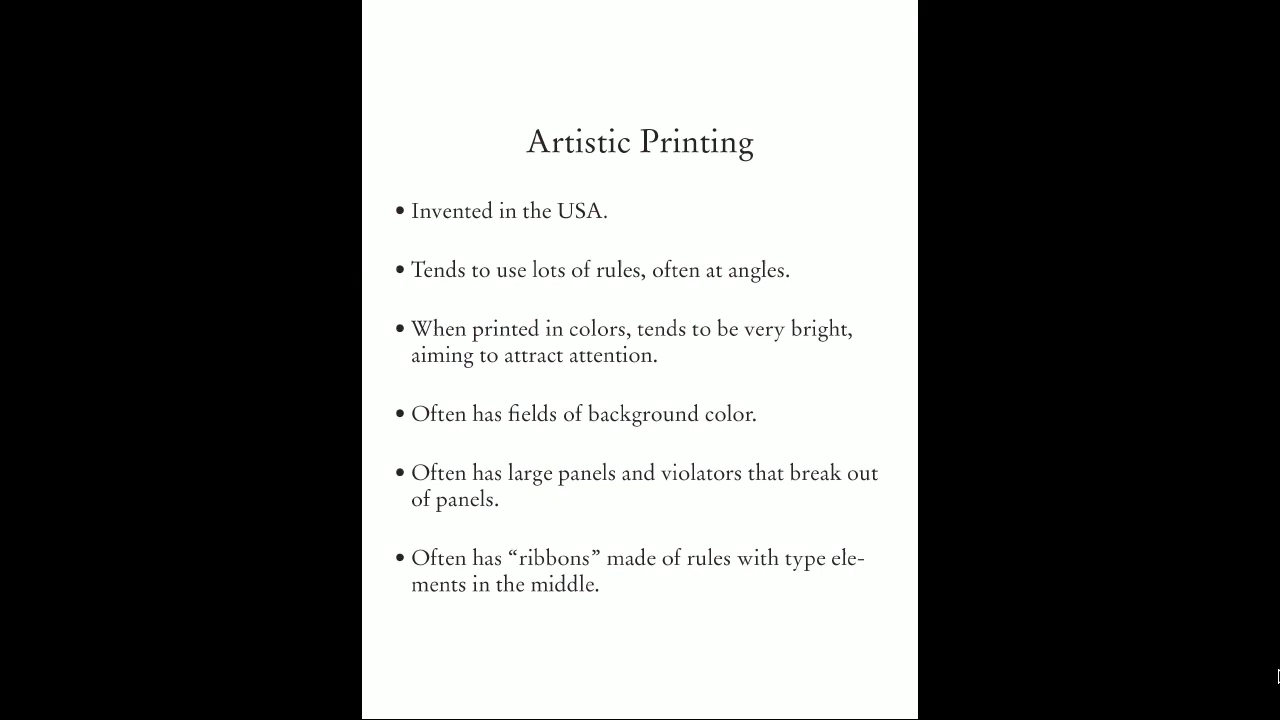 Artistic Printing
• Invented in the USA.
• Tends to use lots of rules, often at angles.
• When printed in colors, tends to be very bright,
aiming to attract attention.
• Often has fields of background color.
• Often has large panels and violators that break out
of panels.
• Often has “ribbons” made of rules with type ele-
ments in the middle.